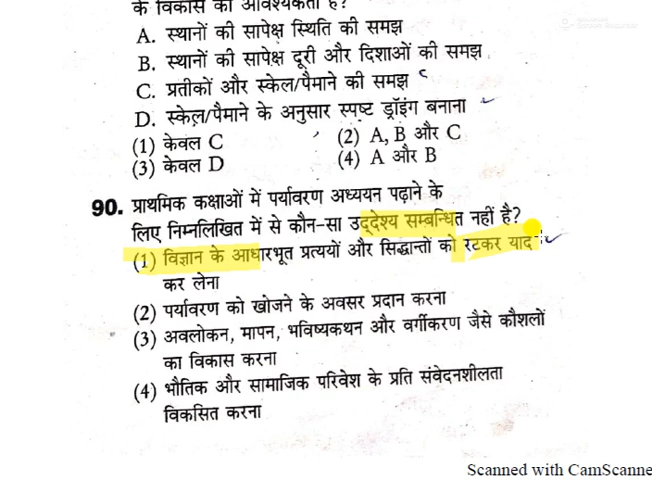 के विकास की आवश्यकता है?
A. स्थानों की सापेक्ष स्थिति की समझ
B. स्थानों की सापेक्ष दूरी और दिशाओं की समझ
C. प्रतीकों और स्केल/पैमाने की समझ
D. स्केल/पैमाने के अनुसार स्पष्ट ड्रॉइंग बनाना
(1) केवल C (2) A, B और C
(3) केवल D (4) A और B
90. प्राथमिक कक्षाओं में पर्यावरण अध्ययन पढ़ाने के
लिए निम्नलिखित में से कौन-सा उद्देश्य सम्बन्धित नहीं है?
(1) विज्ञान के आधारभूत प्रत्ययों और सिद्धान्तों को रटकर याद
कर लेना
(2) पर्यावरण को खोजने के अवसर प्रदान करना
(3) अवलोकन, मापन, भविष्यकथन और वर्गीकरण जैसे कौशलों
का विकास करना
(4) भौतिक और सामाजिक परिवेश के प्रति संवेदनशीलता
विकसित करना
Scanned with CamScanne